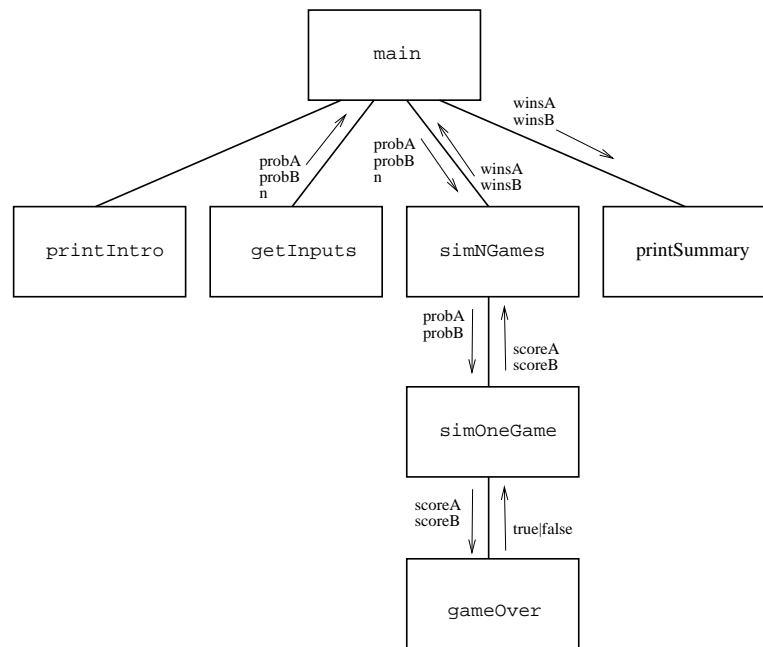 main
winsA
winsB
probA
probB
n
probA
probB
n
winsA
winsB
printIntro
getInputs
simNGames
printSummary
probA
probB
scoreA
scoreB
simOneGame
scoreA
scoreB
true|false
gameOver